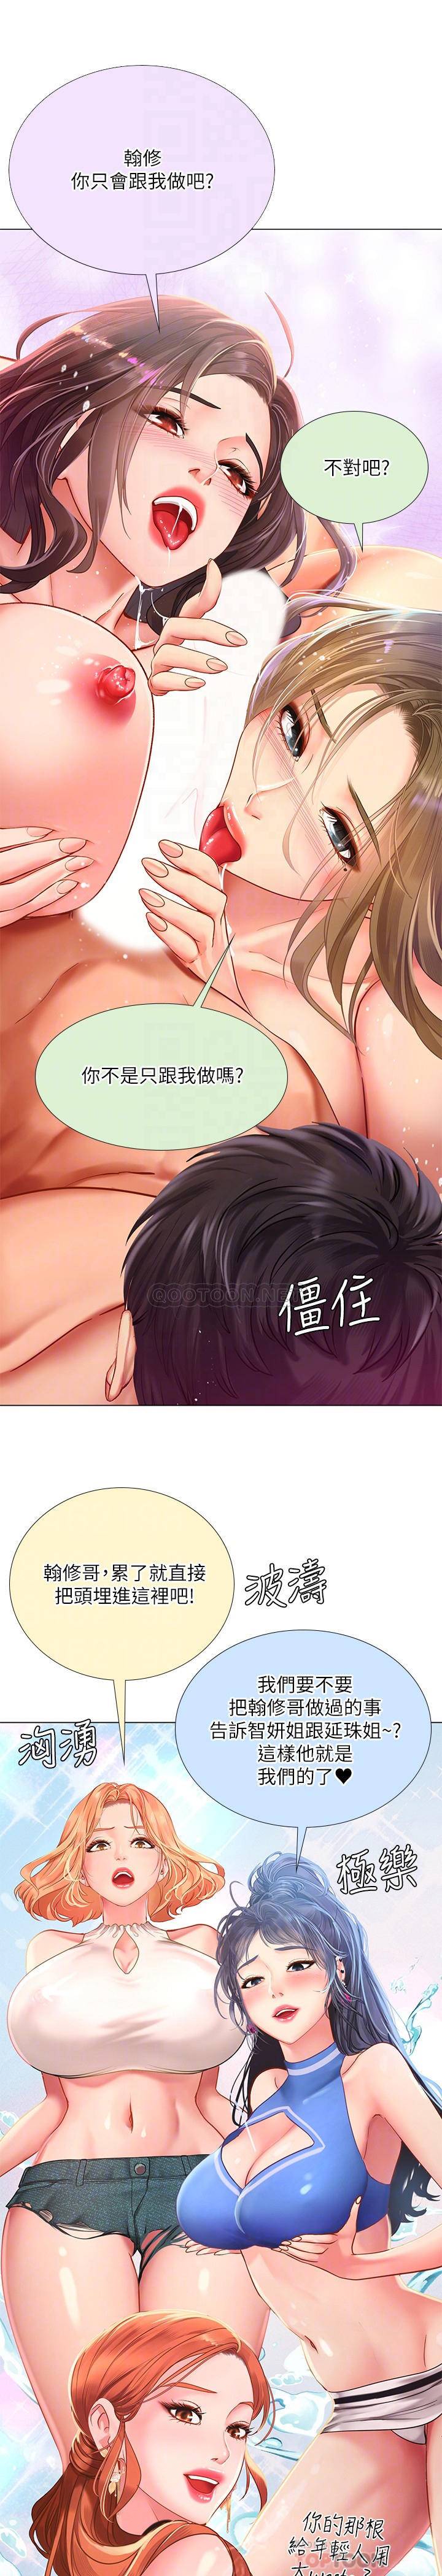 翰修
你只會跟我做吧?
不對吧?
你不是只跟我做嗎?
TOPTOON.NET
僵住
翰修哥,累了就直接
把頭埋進這裡吧!
波濤
我們要不要
把翰修哥做過的事
告訴智妍姐跟延珠姐~?
這樣他就是
我們的了♥
洶湧
極樂
你的那根
給年輕人用